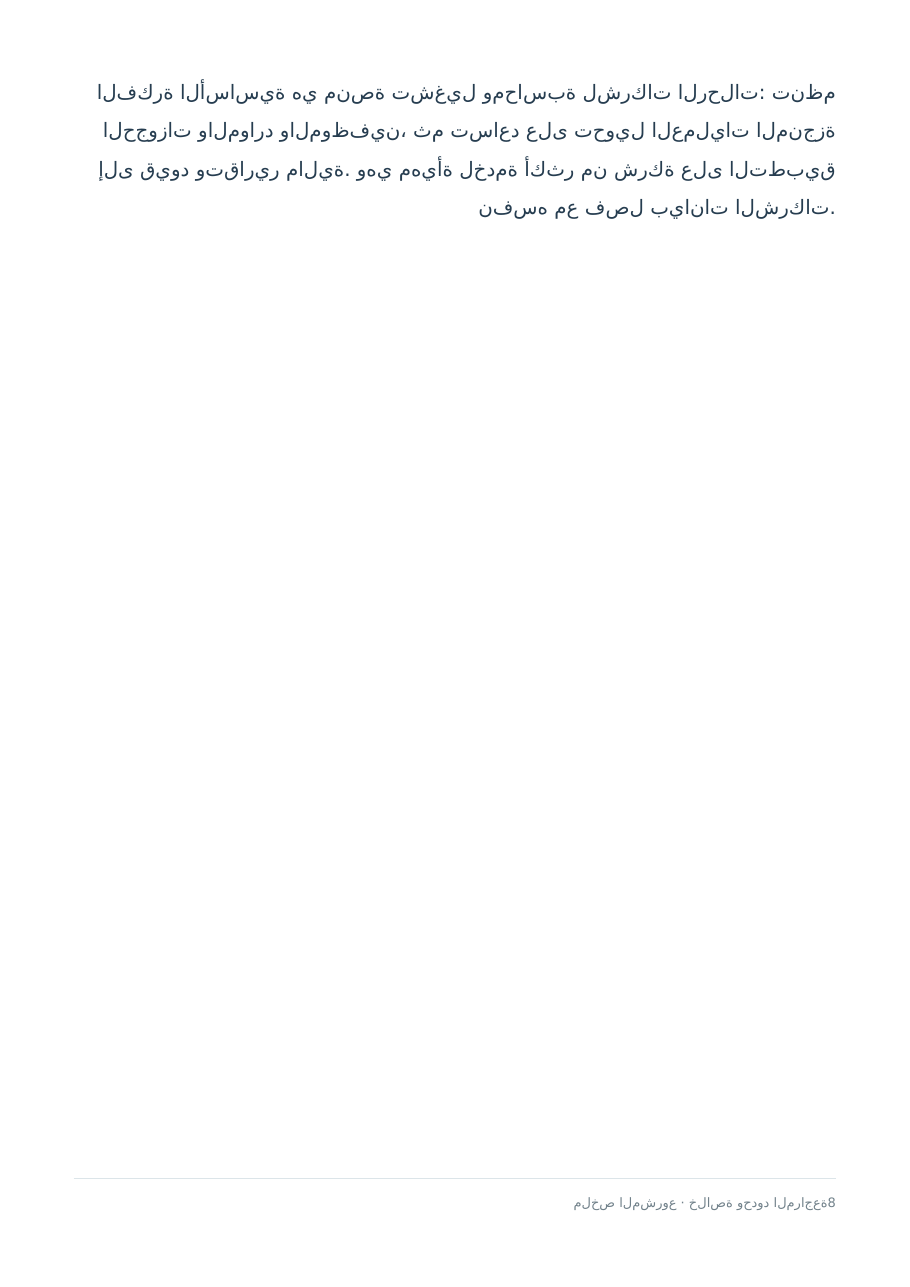 الفكرة الأساسية هي منصة تشغيل ومحاسبة لشركات الرحلات: تنظم
الحجوزات والموارد والموظفين، ثم تساعد على تحويل العمليات المنجزة
إلى قيود وتقارير مالية. وهي مهيأة لخدمة أكثر من شركة على التطبيق
نفسه مع فصل بيانات الشركات.
ملخص المشروع · خلاصة وحدود المراجعة8